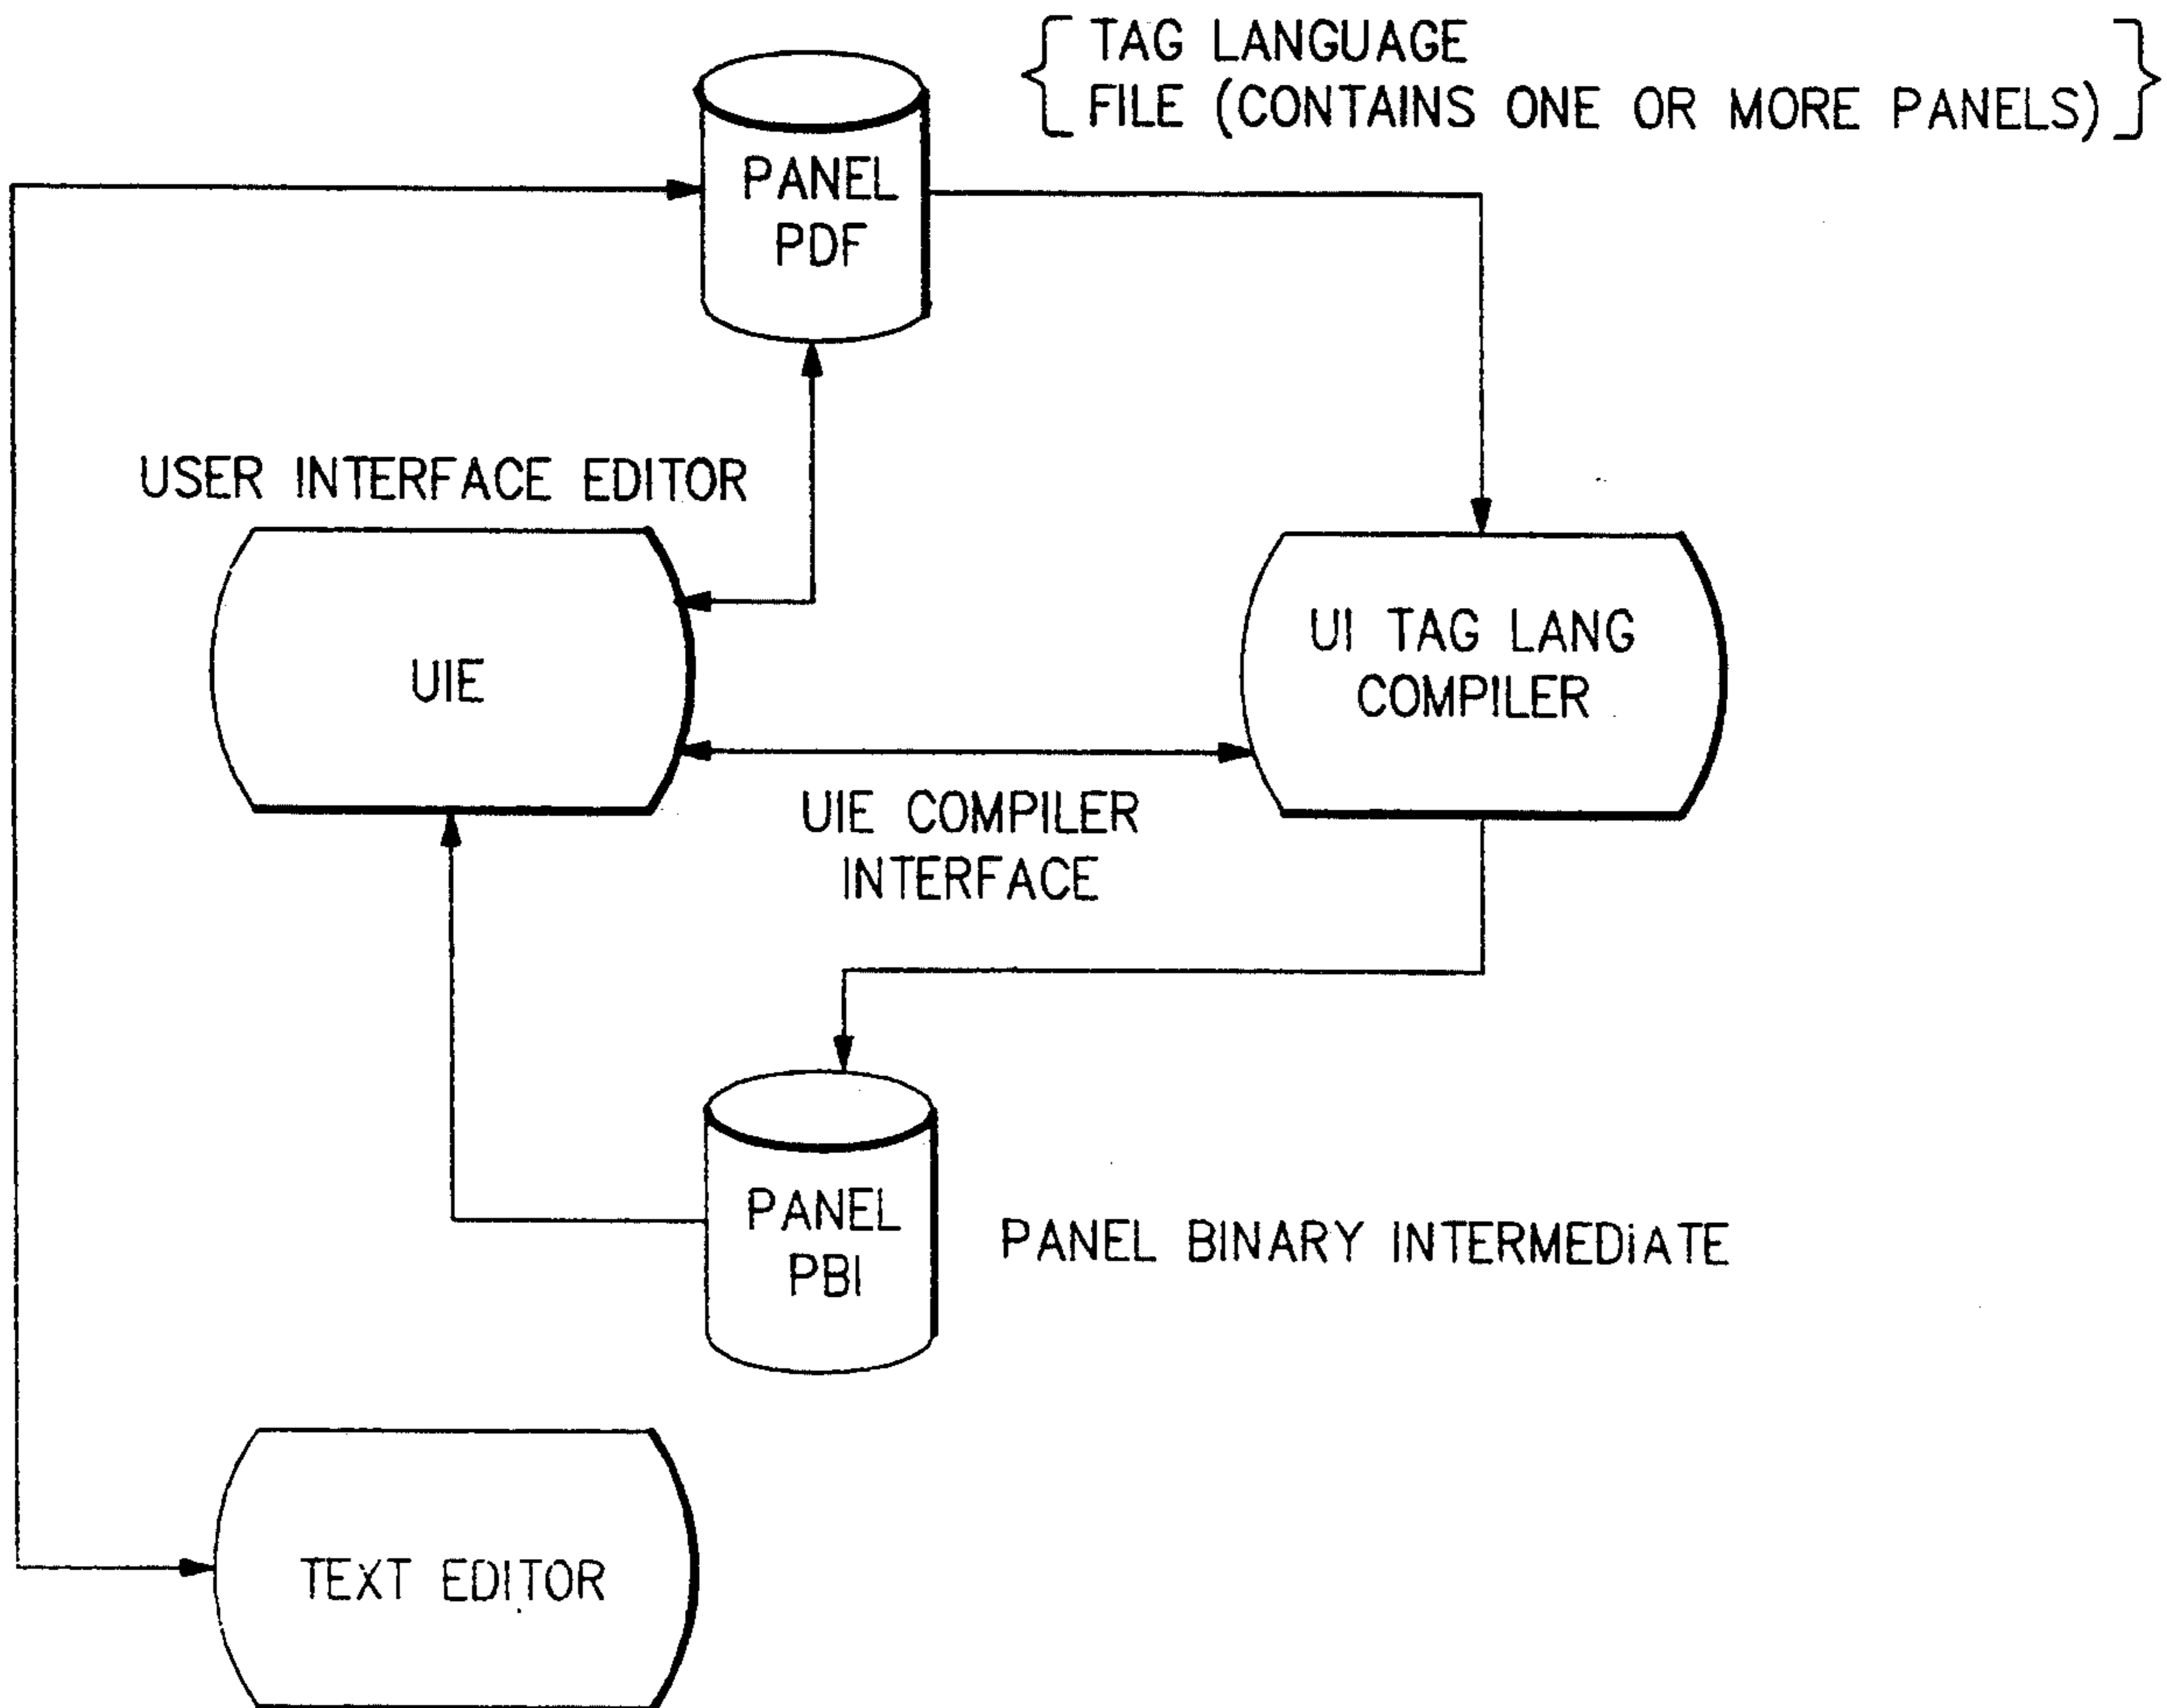 TAG LANGUAGE
FILE (CONTAINS ONE OR MORE PANELS)
PANEL
PDF
USER INTERFACE EDITOR
UIE
UI TAG LANG
COMPILER
UIE COMPILER
INTERFACE
PANEL
PBI
PANEL BINARY INTERMEDiATE
TEXT EDITOR